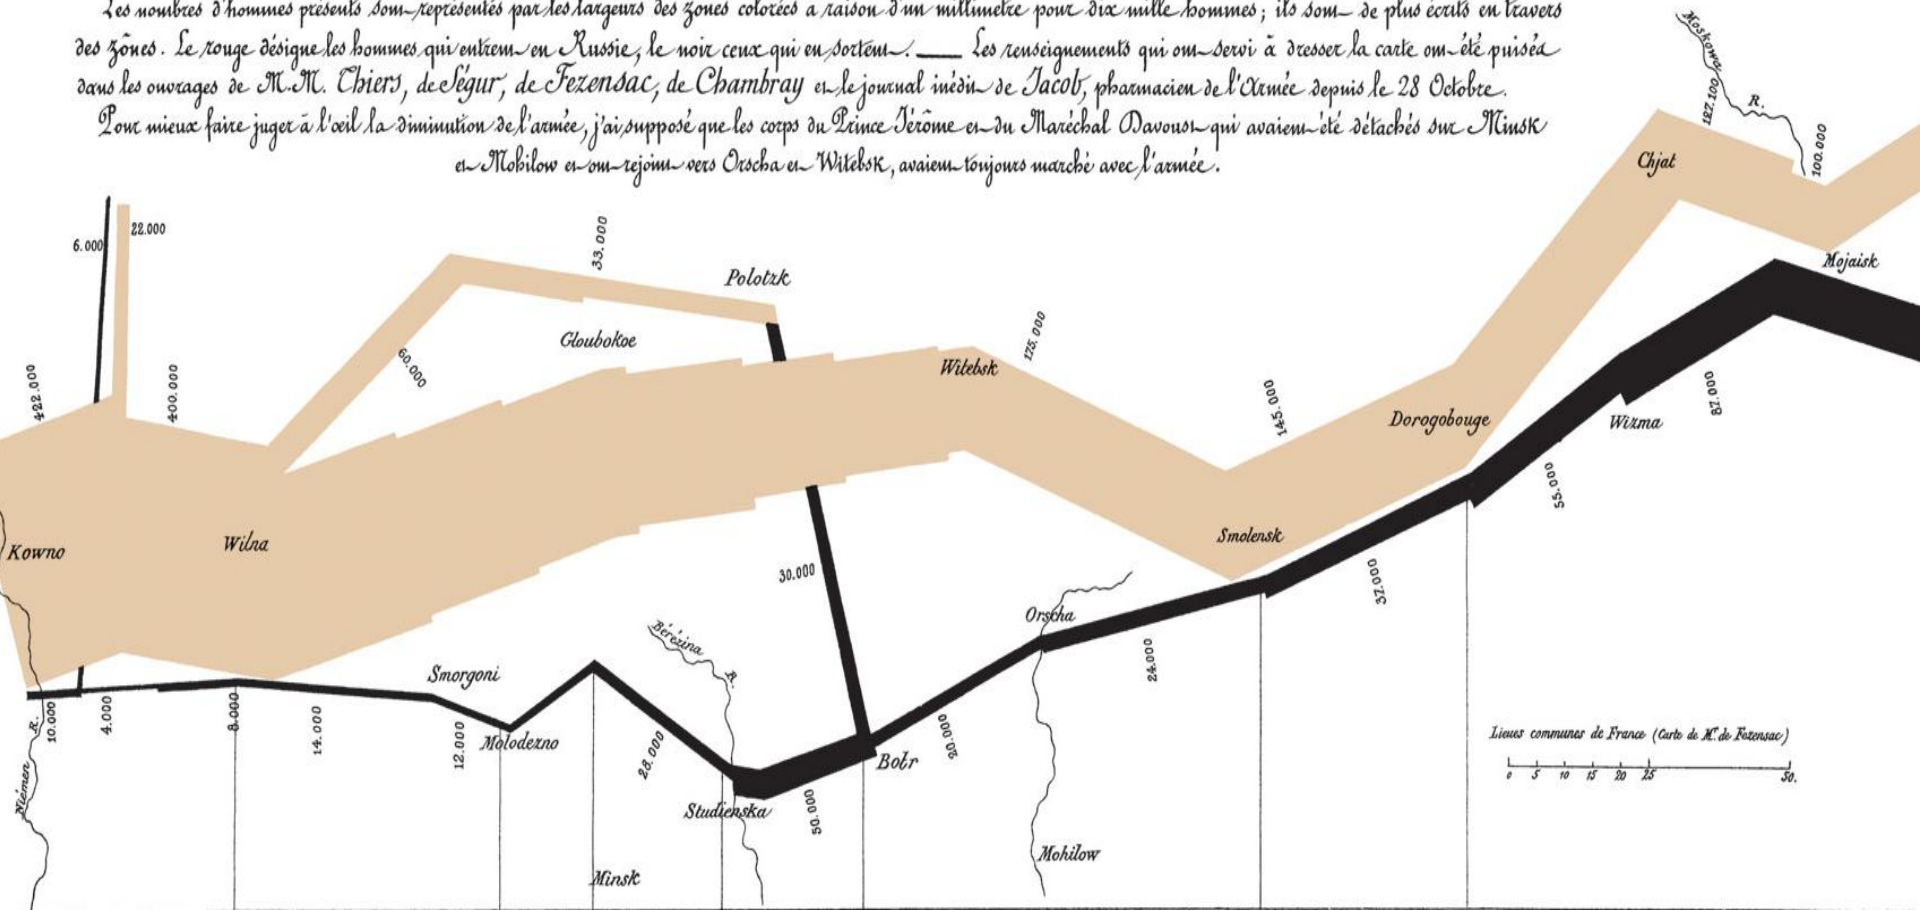 Les nombres d'hommes présents sont représentés par les largeurs des zones colorées a raison d'un millimètre pour dix mille hommes; ils sont de plus écrits en travers
des zônes. Le rouge désigne les hommes qui entrent en Russie, le noir ceux qui en sortent. — Les renseignements qui ont servi à dresser la carte ont été puisés
dans les ouvrages de M.M. Thiers, de Ségur, de Fezensac, de Chambray et le journal inédit de Jacob, pharmacien de l'Armée depuis le 28 Octobre.
Pour mieux faire juger à l'œil la diminution de l'armée, j'ai supposé que les corps du Prince Jérôme et du Maréchal Davoust qui avaient été détachés sur Minsk
et Mohilow et ont rejoint vers Orscha et Witebsk, avaient toujours marché avec l'armée.
Moskowa
R.
127.100
100.000
Chjat
Mojaisk
6.000
22.000
33.000
Polotzk
Gloubokoe
60.000
422.000
400.000
Witebsk
175.000
145.000
Dorogobouge
Wixma
87.000
55.000
Kowno
Wilna
Smolensk
30.000
37.000
Orscha
24.000
Bérézina
R.
Smorgoni
R.
10.000
4.000
8.000
14.000
12.000
Molodezno
28.000
Botr
20.000
Studienska
50.000
Niémen
Mohilow
Minsk
Lieues communes de France (Carte de Mr. de Fezensac)
0 5 10 15 20 25 50.